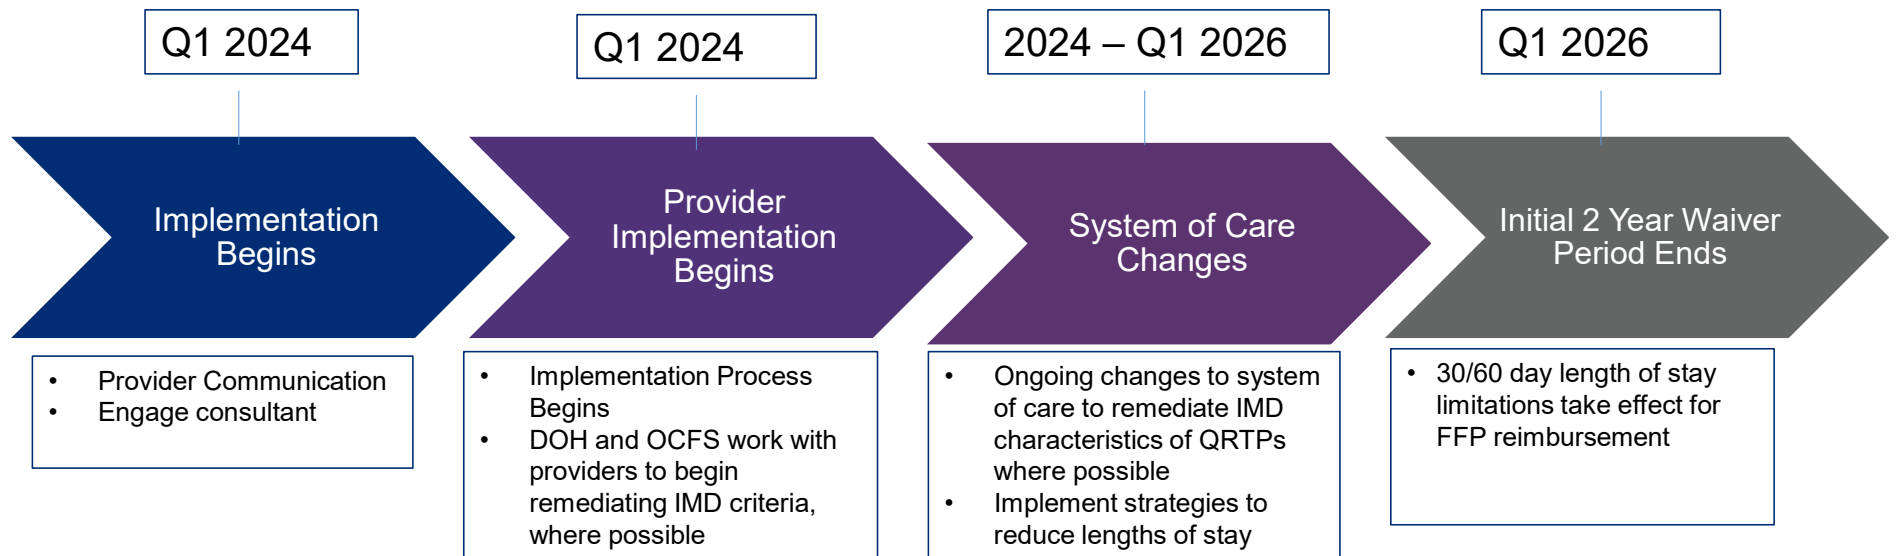 Q1 2024
Q1 2024
2024 – Q1 2026
Q1 2026
Implementation
Begins
Provider
Implementation
Begins
System of Care
Changes
Initial 2 Year Waiver
Period Ends
• Provider Communication
• Engage consultant
• Implementation Process
Begins
• DOH and OCFS work with
providers to begin
remediating IMD criteria,
where possible
• Ongoing changes to system
of care to remediate IMD
characteristics of QRTPs
where possible
• Implement strategies to
reduce lengths of stay
• 30/60 day length of stay
limitations take effect for
FFP reimbursement